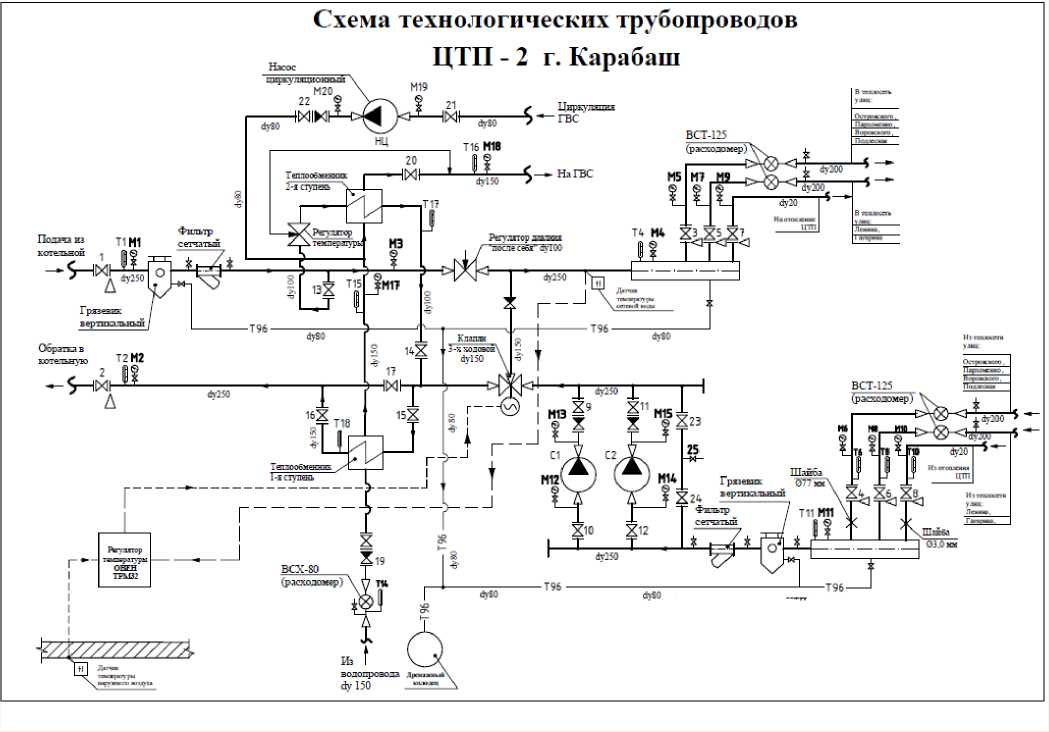 Схема технологических трубопроводов
ЦТП - 2 г. Карабаш
Насос
циркуляционный
М20
М19
22
21
dy80
dy80
НЦ
Циркуляция
ГВС
Т16
М18
20
dy150
На ГВС
Теплообменник
2-я ступень
dy80
Т17
Регулятор
температуры
ВСТ-125
(расходомер)
В теплосеть
улиц:
Островского,
Пархоменко,
Воровского,
Подлесная
dy200
dy200
dy20
М5
М7
М9
На отопление
ЦТП
В теплосеть
улиц:
Ленина,
Гагарина
3
5
7
Т4
М4
Подача из
котельной
Т1
М1
1
dy250
Фильтр
сетчатый
Грязевик
вертикальный
М3
Регулятор давлния
"после себя" dy100
dy250
Датчик
температуры
сетевой воды
dy100
13
Т15
М17
dy100
Т96
dy80
Т96
dy80
dy150
14
Клапан
3-х ходовой
dy150
dy150
Обратка в
котельную
Т2
М2
2
dy250
17
16
15
dy150
Т18
dy80
Теплообменник
1-я ступень
dy250
М13
9
11
М15
23
25
С1
С2
М12
М14
24
10
12
dy250
Из теплосети
улиц:
Островского,
Пархоменко,
Воровского,
Подлесная
ВСТ-125
(расходомер)
dy200
dy200
dy20
М6
М8
М10
Т6
Т8
Т10
Из отопления
ЦТП
Из теплосети
улиц:
Ленина,
Гагарина,
Шайба
Ø77 мм
4
6
8
Грязевик
вертикальный
Фильтр
сетчатый
Т11
М11
Шайба
Ø3,0 мм
Регулятор
температуры
ОВЕН
ТРМ32
19
ВСХ-80
(расходомер)
Т14
Т96
dy80
Т96
dy80
dy80
Т96
Из
водопровода
dy 150
Дренажный
колодец
Датчик
температуры
наружного воздуха